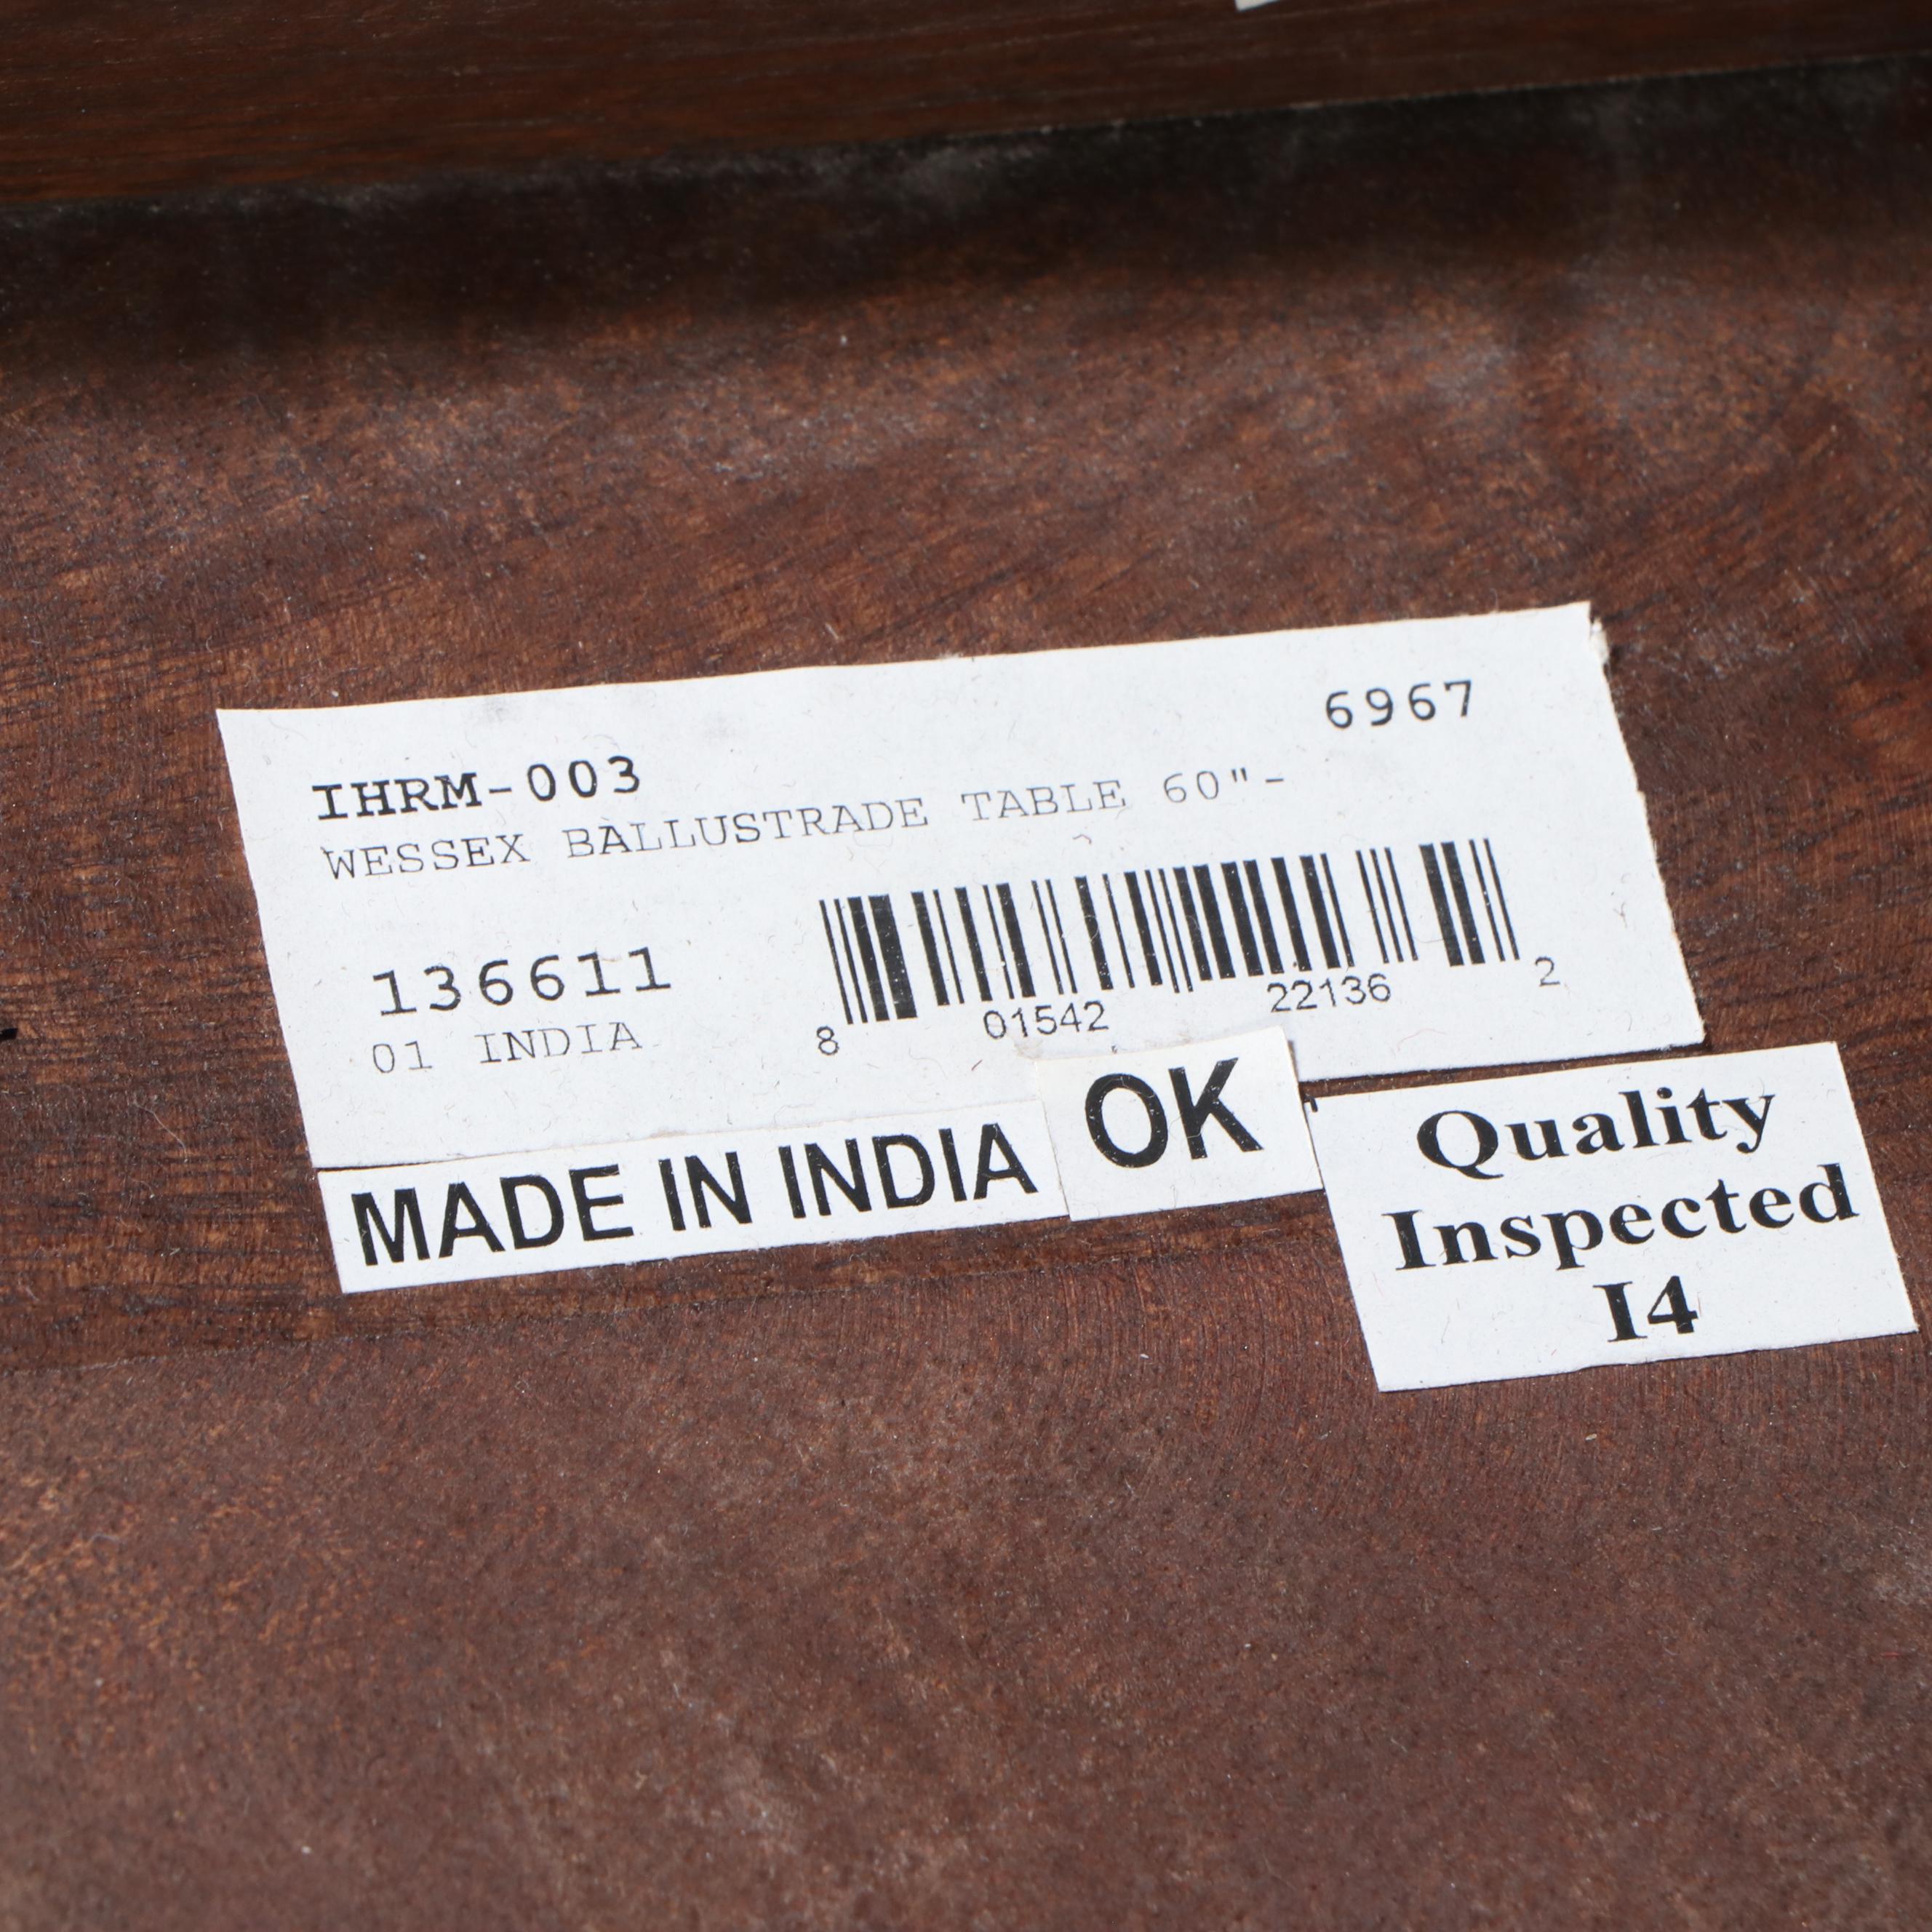 6967
IHRM-003
WESSEX BALLUSTRADE TABLE 60"-
136611
01 INDIA
8 01542 22136 2
MADE IN INDIA
OK
Quality
Inspected
I4